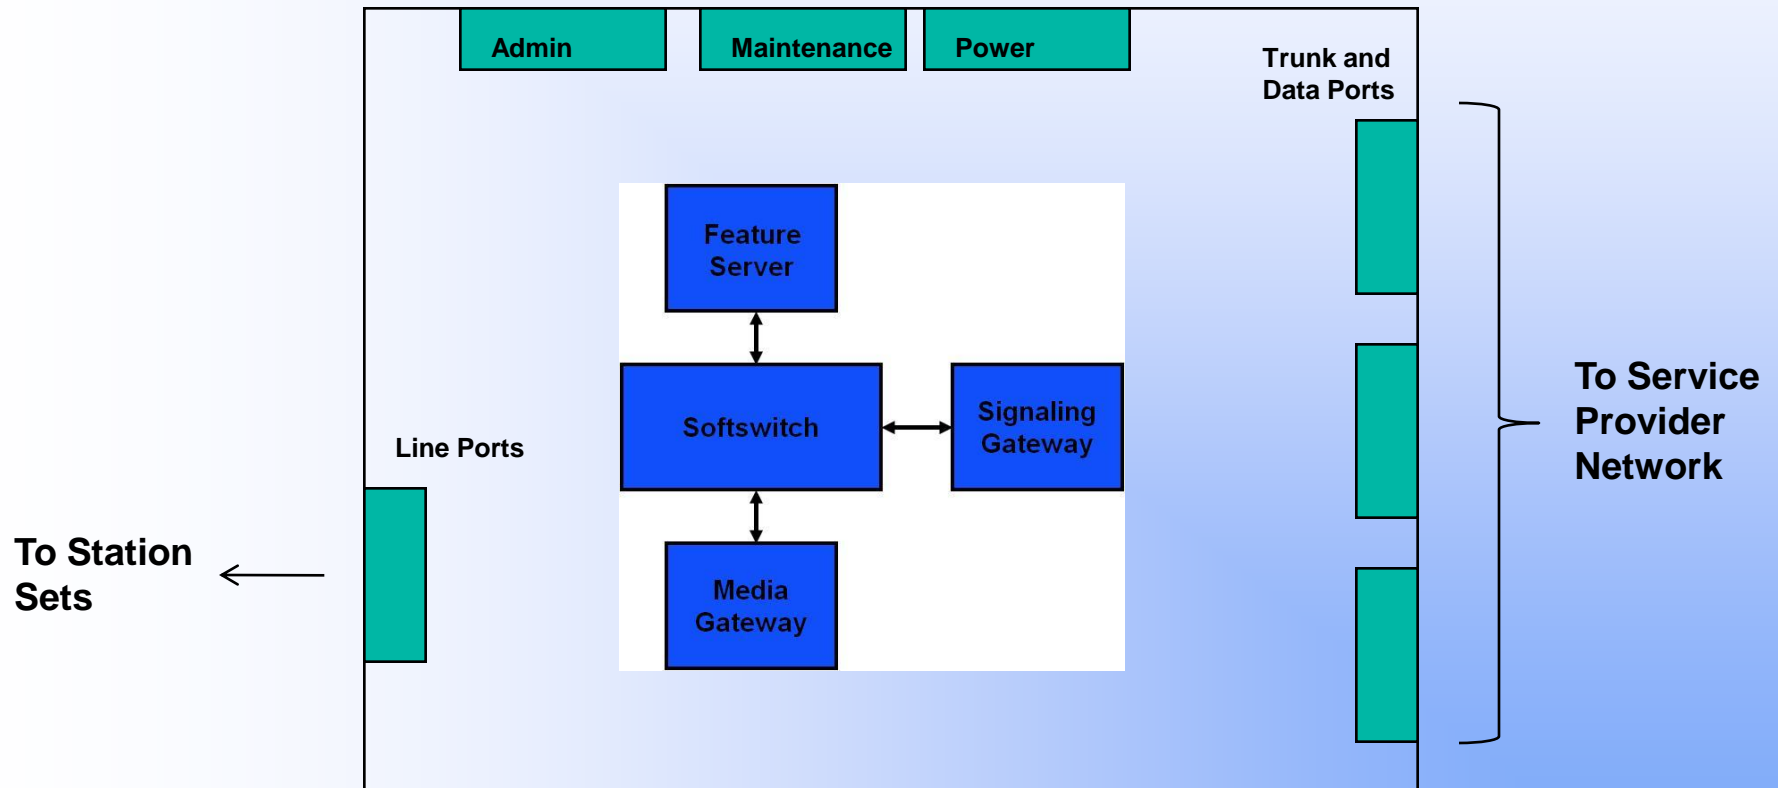 Admin
Maintenance
Power
Trunk and
Data Ports
Feature
Server
Softswitch
Signaling
Gateway
Line Ports
To Service
Provider
Network
To Station
Sets
Media
Gateway